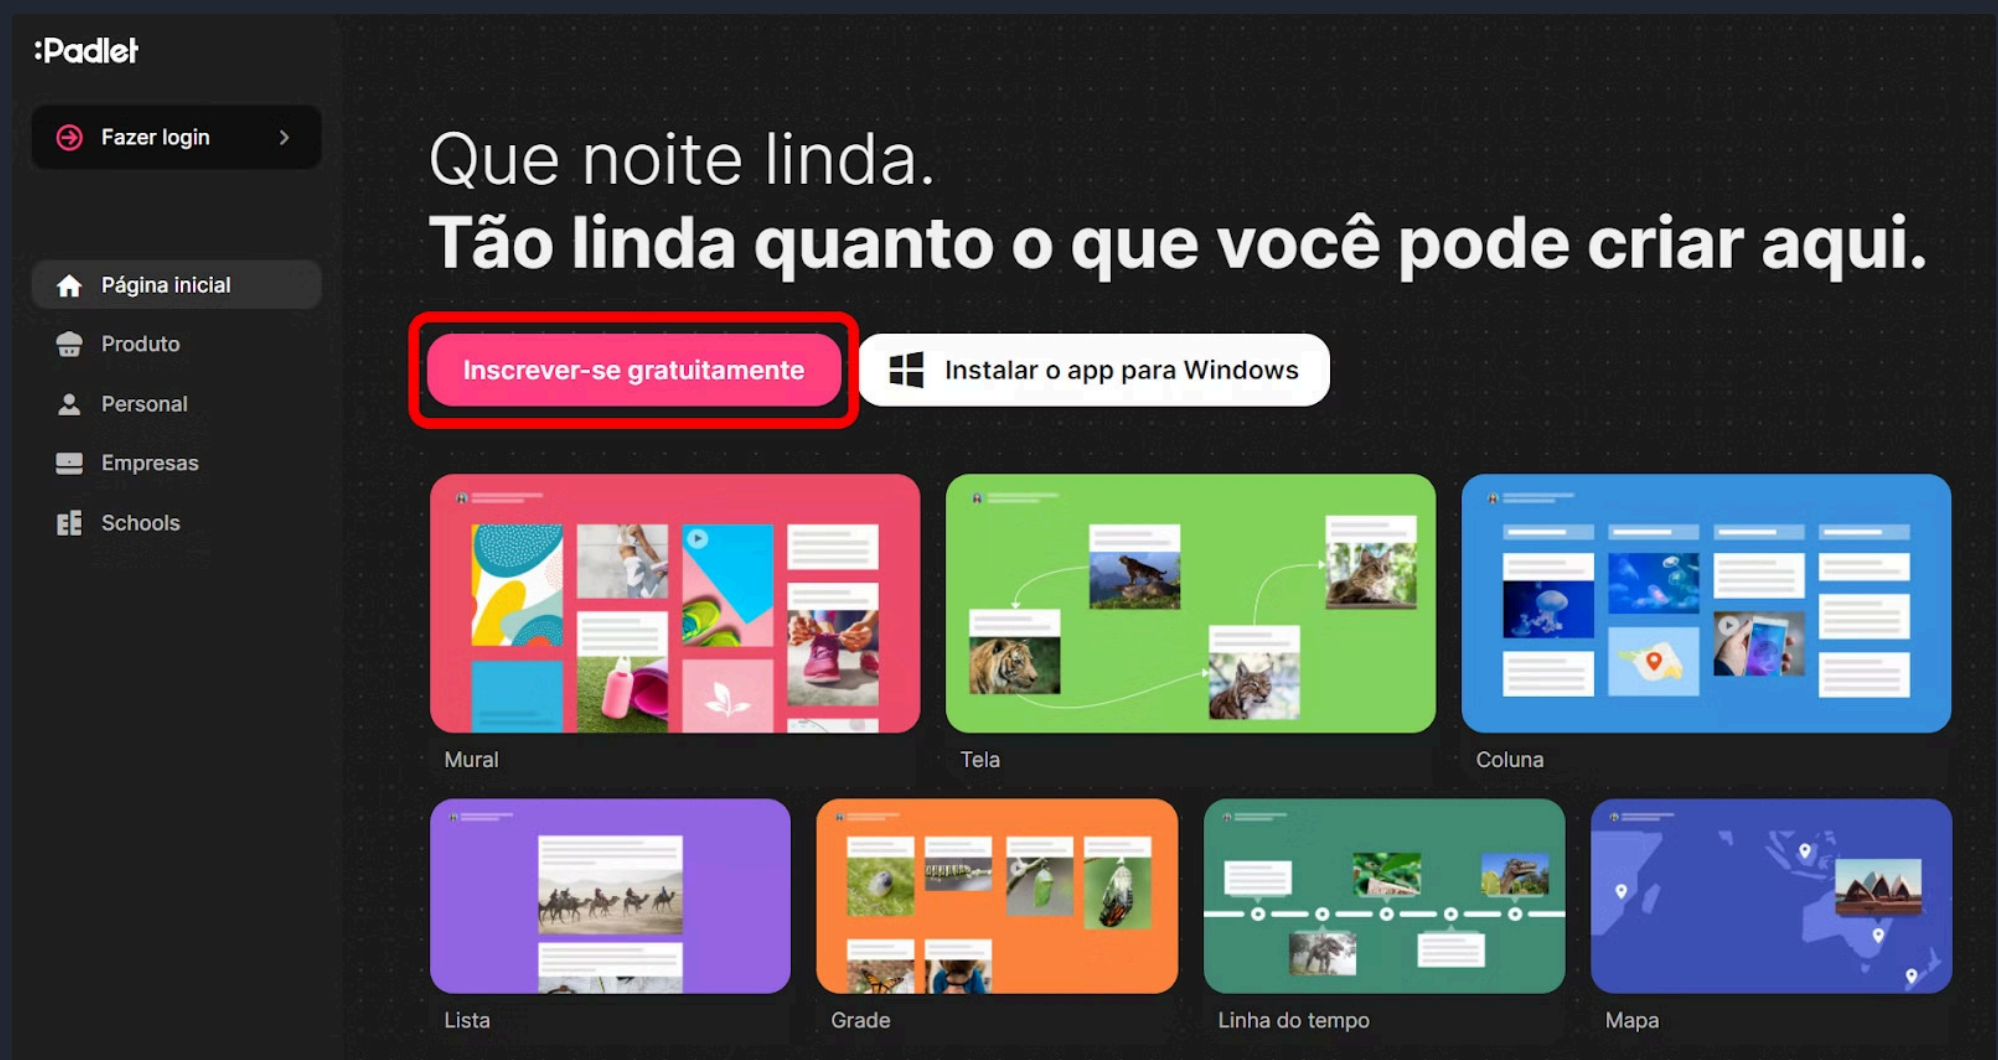 :Padlet
Fazer login
Página inicial
Produto
Personal
Empresas
Schools
Que noite linda.
Tão linda quanto o que você pode criar aqui.
Inscrever-se gratuitamente
Instalar o app para Windows
Mural
Tela
Coluna
Lista
Grade
Linha do tempo
Mapa